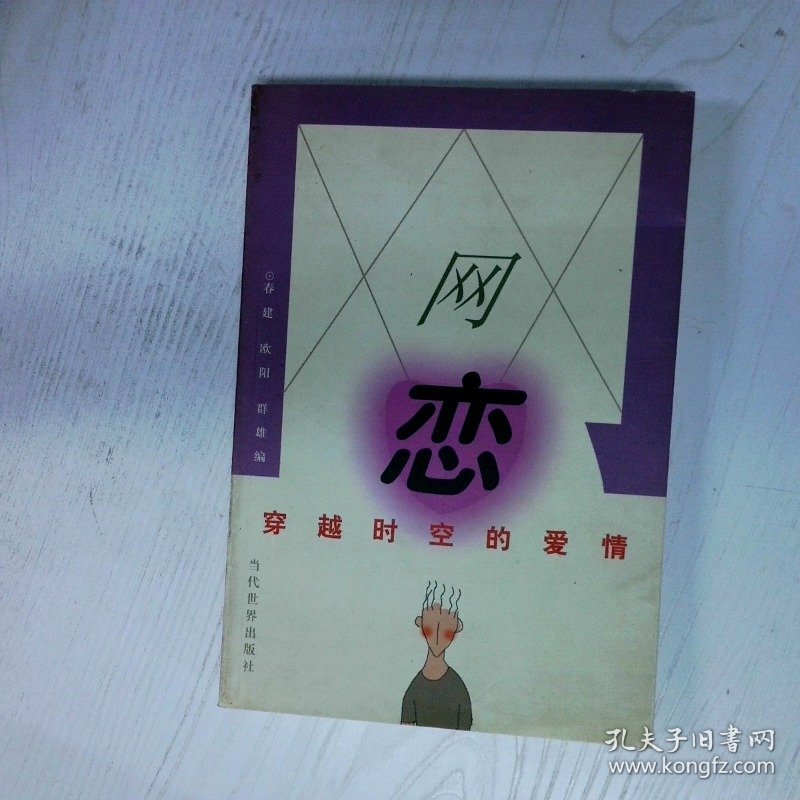 网
恋
穿越时空的爱情
⊙春建 欧阳 群雄编
当代世界出版社
孔夫子旧书网
www.kongfz.com